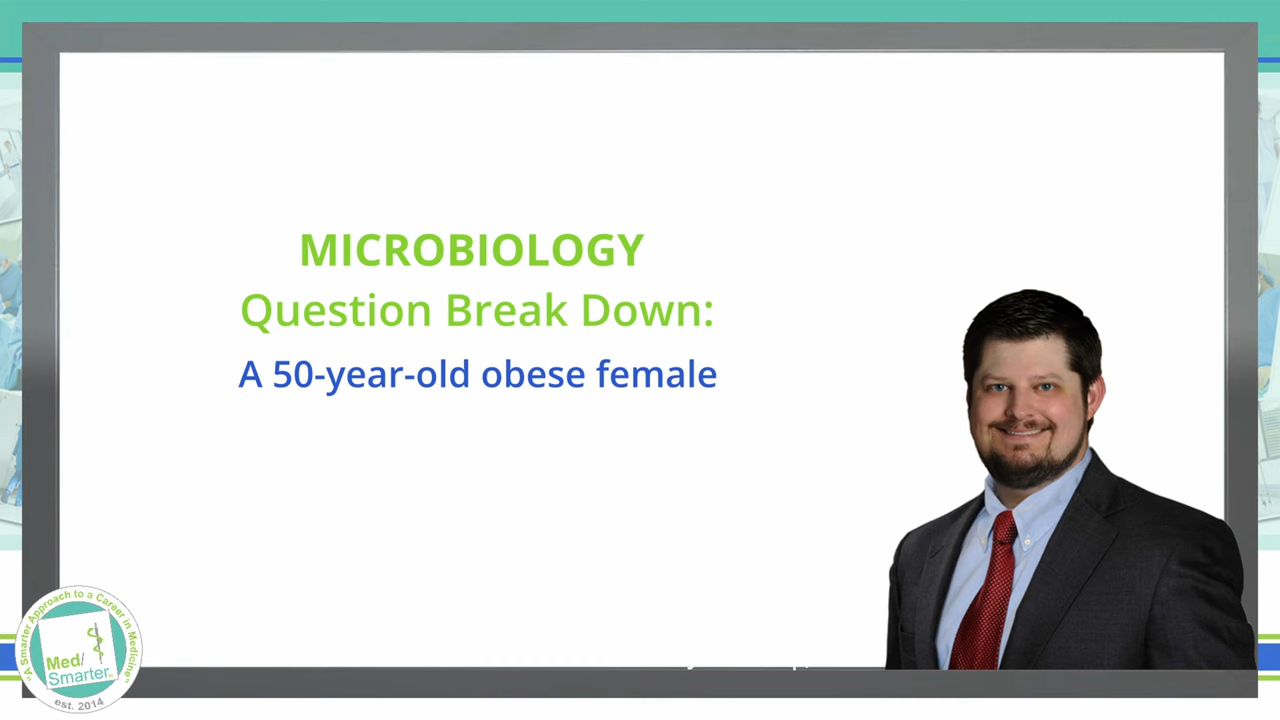 MICROBIOLOGY
Question Break Down:
A 50-year-old obese female
"A Smarter Approach to a Career in Medicine"
Med/
Smarter
est. 2014